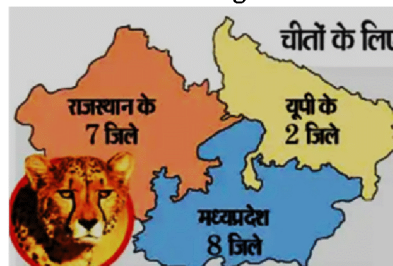 चीतों के लिए
राजस्थान के
7 जिले
यूपी के
2 जिले
मध्यप्रदेश
8 जिले